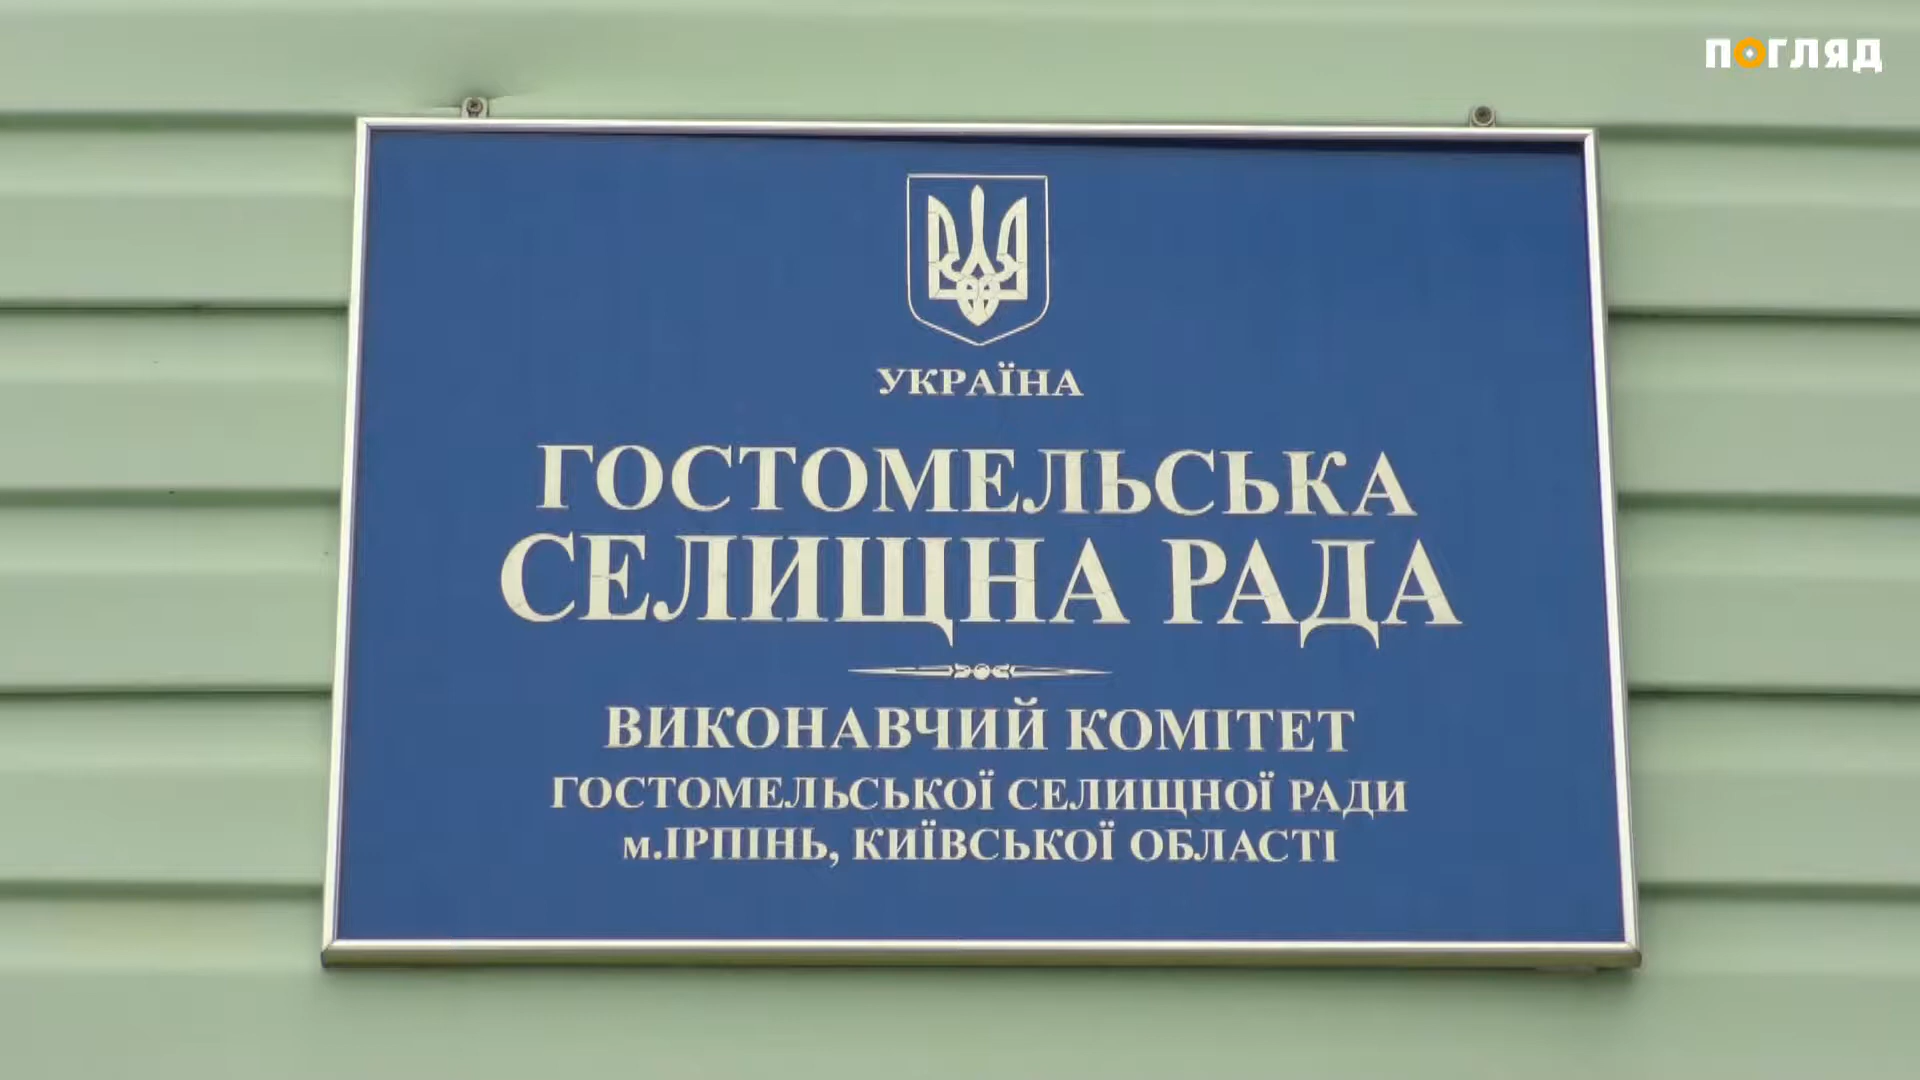 ПОГЛЯД
УКРАЇНА
ГОСТОМЕЛЬСЬКА
СЕЛИЩНА РАДА
ВИКОНАВЧИЙ КОМІТЕТ
ГОСТОМЕЛЬСЬКОЇ СЕЛИЩНОЇ РАДИ
м.ІРПІНЬ, КИЇВСЬКОЇ ОБЛАСТІ